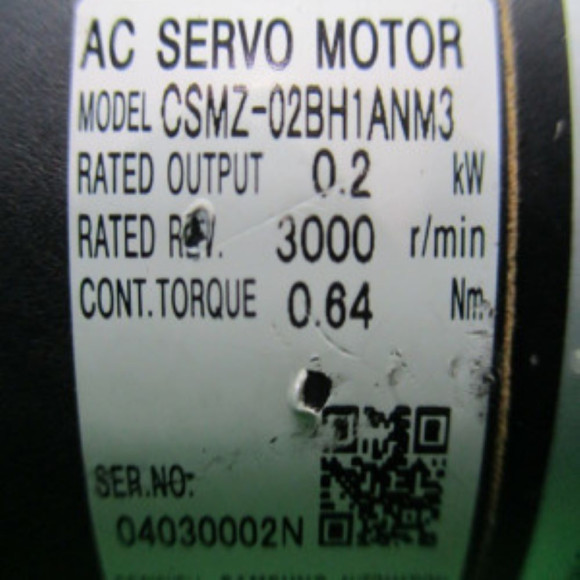 AC SERVO MOTOR
MODEL CSMZ-02BH1ANM3
RATED OUTPUT 0.2 kW
RATED REV. 3000 r/min
CONT.TORQUE 0.64 Nm
SER.NO:
04030002N